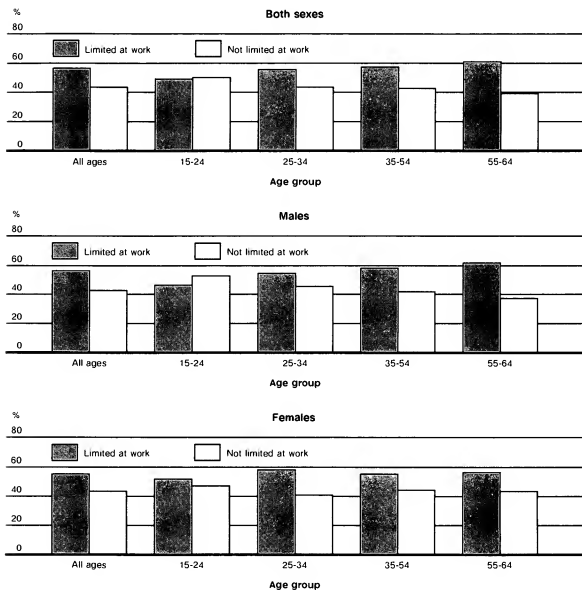 Both sexes
%
80
Limited at work Not limited at work
60
40
20
0
All ages 15-24 25-34 35-54 55-64
Age group
Males
%
80
Limited at work Not limited at work
60
40
20
0
All ages 15-24 25-34 35-54 55-64
Age group
Females
%
80
Limited at work Not limited at work
60
40
20
0
All ages 15-24 25-34 35-54 55-64
Age group